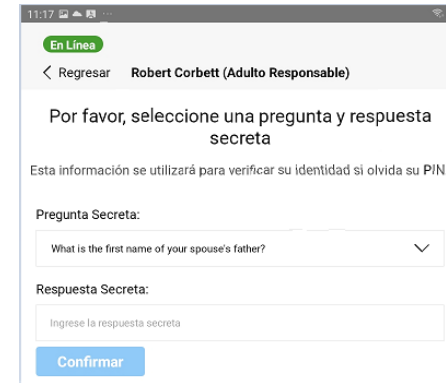 11:17
En Línea
Regresar Robert Corbett (Adulto Responsable)
Por favor, seleccione una pregunta y respuesta
secreta
Esta información se utilizará para verificar su identidad si olvida su PIN
Pregunta Secreta:
What is the first name of your spouse's father?
Respuesta Secreta:
Ingrese la respuesta secreta
Confirmar